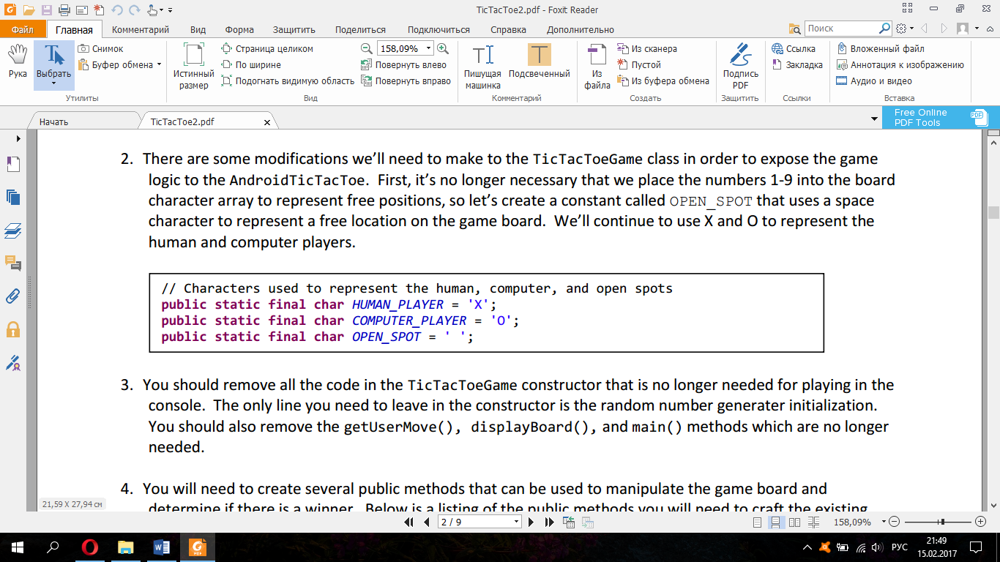 TicTacToe2.pdf - Foxit Reader
Файл Главная Комментарий Вид Форма Защитить Поделиться Подключиться Справка Дополнительно Поиск
Рука
Выбрать
Снимок
Буфер обмена
Утилиты
Истинный размер
Страница целиком
По ширине
Подогнать видимую область
158,09%
Повернуть влево
Повернуть вправо
Вид
Пишущая машинка
Подсвеченный
Комментарий
Из файла
Из сканера
Пустой
Из буфера обмена
Создать
Подпись PDF
Защитить
Ссылка
Закладка
Ссылки
Вложенный файл
Аннотация к изображению
Аудио и видео
Вставка
Начать TicTacToe2.pdf
Free Online
PDF Tools
PDF
2. There are some modifications we’ll need to make to the TicTacToeGame class in order to expose the game
logic to the AndroidTicTacToe. First, it’s no longer necessary that we place the numbers 1-9 into the board
character array to represent free positions, so let’s create a constant called OPEN_SPOT that uses a space
character to represent a free location on the game board. We’ll continue to use X and O to represent the
human and computer players.
// Characters used to represent the human, computer, and open spots
public static final char HUMAN_PLAYER = 'X';
public static final char COMPUTER_PLAYER = 'O';
public static final char OPEN_SPOT = ' ';
3. You should remove all the code in the TicTacToeGame constructor that is no longer needed for playing in the
console. The only line you need to leave in the constructor is the random number generater initialization.
You should also remove the getUserMove(), displayBoard(), and main() methods which are no longer
needed.
4. You will need to create several public methods that can be used to manipulate the game board and
determine if there is a winner. Below is a listing of the public methods you will need to craft the existing
21,59 X 27,94 см
2 / 9
158,09%
РУС
21:49
15.02.2017